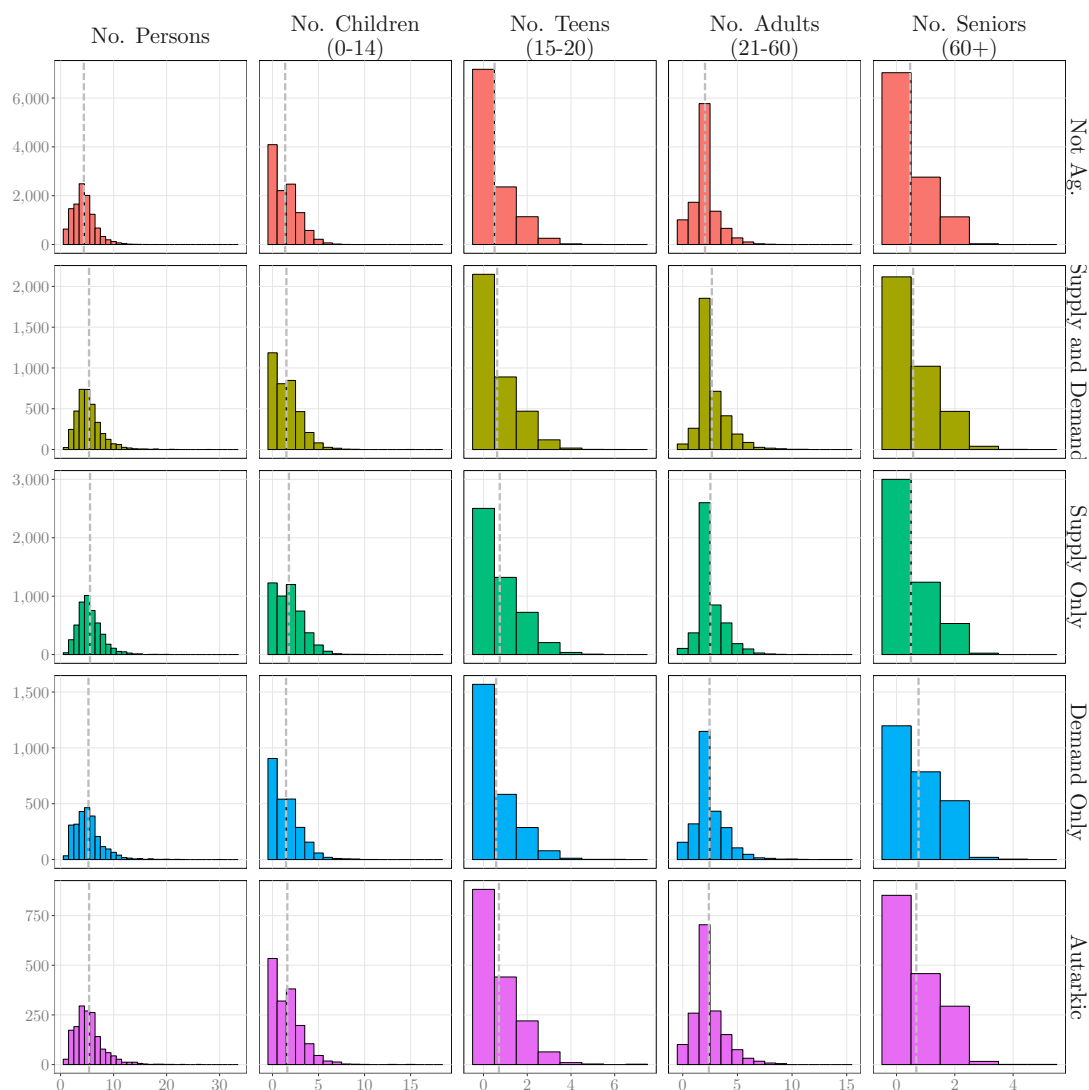 No. Persons
No. Children
(0-14)
No. Teens
(15-20)
No. Adults
(21-60)
No. Seniors
(60+)
6,000
4,000
2,000
0
Not Ag.
2,000
1,500
1,000
500
0
Supply and Demand
3,000
2,000
1,000
0
Supply Only
1,500
1,000
500
0
Demand Only
750
500
250
0
Autarkic
0 10 20 30
0 5 10 15
0 2 4 6
0 5 10 15
0 2 4